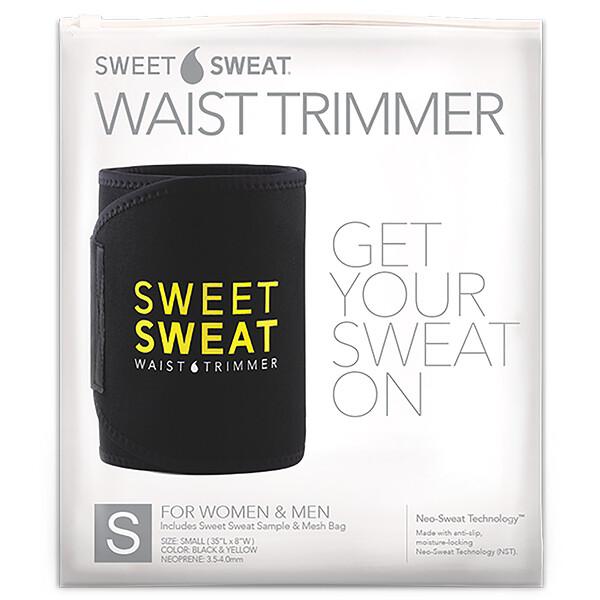 SWEET SWEAT®
WAIST TRIMMER
SWEET
SWEAT
WAIST TRIMMER
GET
YOUR
SWEAT
ON
S
FOR WOMEN & MEN
Includes Sweet Sweat Sample & Mesh Bag
SIZE: SMALL (35"L x 8"W)
COLOR: BLACK & YELLOW
NEOPRENE: 3.5-4.0mm
Neo-Sweat Technology™
Made with anti-slip,
moisture-locking
Neo-Sweat Technology (NST).